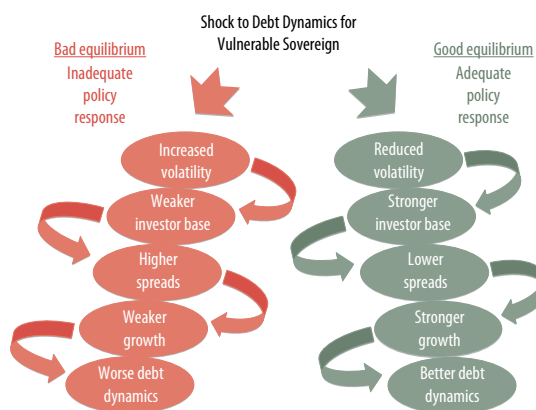 Shock to Debt Dynamics for
Vulnerable Sovereign
Bad equilibrium
Inadequate
policy
response
Good equilibrium
Adequate
policy
response
Increased
volatility
Weaker
investor base
Higher
spreads
Weaker
growth
Worse debt
dynamics
Reduced
volatility
Stronger
investor base
Lower
spreads
Stronger
growth
Better debt
dynamics